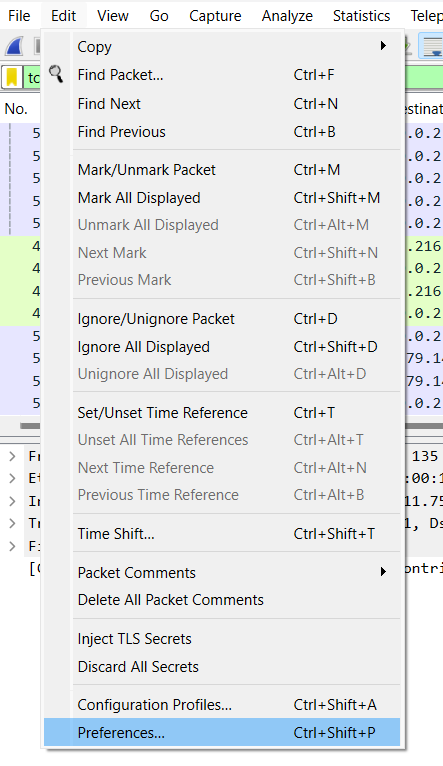 File Edit View Go Capture Analyze Statistics Telep
Copy
Find Packet... Ctrl+F
tc
No. Find Next Ctrl+N estinat
Find Previous Ctrl+B
5 .0.2
5 .0.2
5 Mark/Unmark Packet Ctrl+M .0.2
5 Mark All Displayed Ctrl+Shift+M .0.2
5 Unmark All Displayed Ctrl+Alt+M .0.2
4 Next Mark Ctrl+Shift+N .216
4 .0.2
4 Previous Mark Ctrl+Shift+B .216
4 Ignore/Unignore Packet Ctrl+D .0.2
5 Ignore All Displayed Ctrl+Shift+D .0.2
5 Unignore All Displayed Ctrl+Alt+D 79.14
5 79.14
5 Set/Unset Time Reference Ctrl+T .0.2
Unset All Time References Ctrl+Alt+T
Fr 135
Next Time Reference Ctrl+Alt+N
Et :00:1
Previous Time Reference Ctrl+Alt+B
In 11.75
Tr 1, Ds
Time Shift... Ctrl+Shift+T
Fi
[C Packet Comments ontri
Delete All Packet Comments
Inject TLS Secrets
Discard All Secrets
Configuration Profiles... Ctrl+Shift+A
Preferences... Ctrl+Shift+P